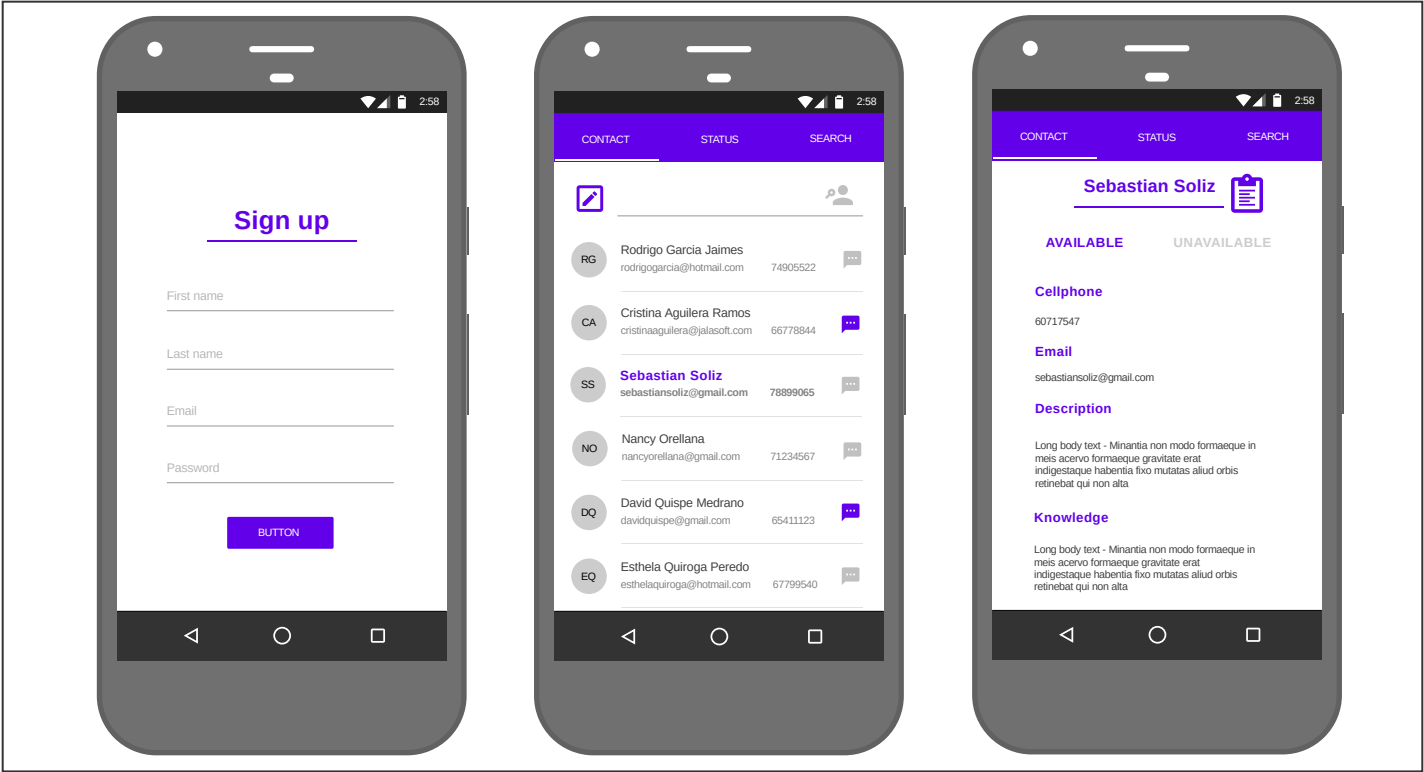 2:58
Sign up
First name
Last name
Email
Password
BUTTON
2:58
CONTACT STATUS SEARCH
RG Rodrigo Garcia Jaimes
rodrigogarcia@hotmail.com 74905522
CA Cristina Aguilera Ramos
cristinaaguilera@jalasoft.com 66778844
SS Sebastian Soliz
sebastiansoliz@gmail.com 78899065
NO Nancy Orellana
nancyorellana@gmail.com 71234567
DQ David Quispe Medrano
davidquispe@gmail.com 65411123
EQ Esthela Quiroga Peredo
esthelaquiroga@hotmail.com 67799540
2:58
CONTACT STATUS SEARCH
Sebastian Soliz
AVAILABLE UNAVAILABLE
Cellphone
60717547
Email
sebastiansoliz@gmail.com
Description
Long body text - Minantia non modo formaeque in
meis acervo formaeque gravitate erat
indigestaque habentia fixo mutatas aliud orbis
retinebat qui non alta
Knowledge
Long body text - Minantia non modo formaeque in
meis acervo formaeque gravitate erat
indigestaque habentia fixo mutatas aliud orbis
retinebat qui non alta